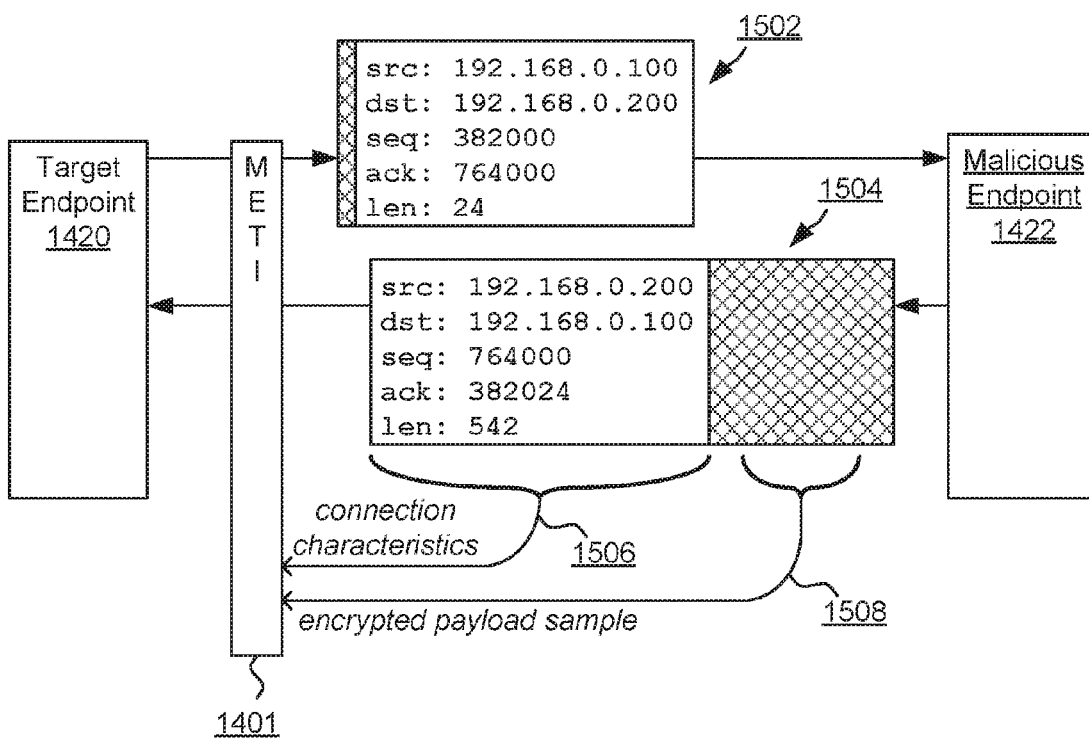 1502
src: 192.168.0.100
dst: 192.168.0.200
seq: 382000
ack: 764000
len: 24
Target
Endpoint
1420
M
E
T
I
Malicious
Endpoint
1422
1504
src: 192.168.0.200
dst: 192.168.0.100
seq: 764000
ack: 382024
len: 542
connection
characteristics
1506
encrypted payload sample
1508
1401